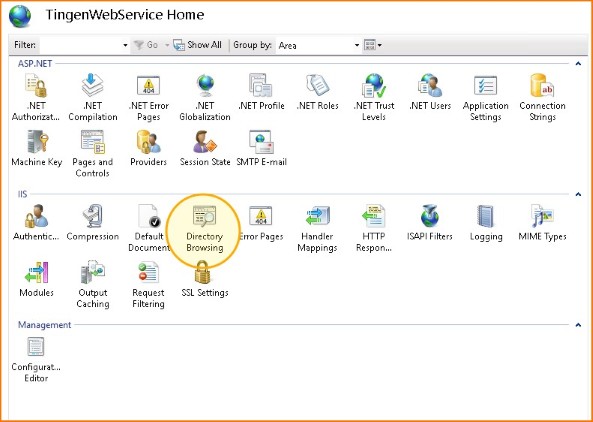 TingenWebService Home
Filter: Go Show All Group by: Area
ASP.NET
.NET Authorizat...
.NET Compilation
.NET Error Pages
.NET Globalization
.NET Profile
.NET Roles
.NET Trust Levels
.NET Users
Application Settings
Connection Strings
Machine Key
Pages and Controls
Providers
Session State
SMTP E-mail
IIS
Authentic...
Compression
Default Document
Directory Browsing
Error Pages
Handler Mappings
HTTP Respon...
ISAPI Filters
Logging
MIME Types
Modules
Output Caching
Request Filtering
SSL Settings
Management
Configurat... Editor